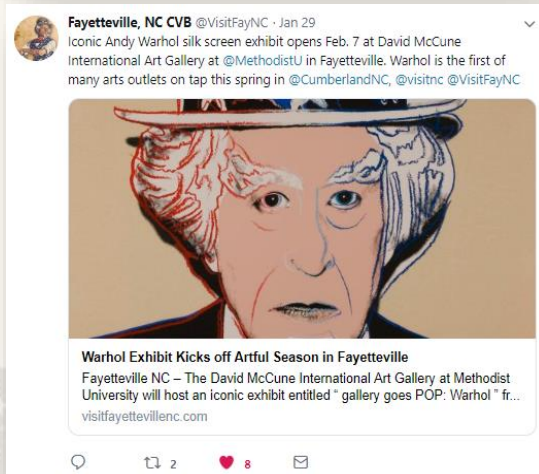 Fayetteville, NC CVB @VisitFayNC · Jan 29
Iconic Andy Warhol silk screen exhibit opens Feb. 7 at David McCune
International Art Gallery at @MethodistU in Fayetteville. Warhol is the first of
many arts outlets on tap this spring in @CumberlandNC, @visitnc @VisitFayNC
Warhol Exhibit Kicks off Artful Season in Fayetteville
Fayetteville NC – The David McCune International Art Gallery at Methodist
University will host an iconic exhibit entitled “ gallery goes POP: Warhol ” fr...
visitfayettevillenc.com
2 8